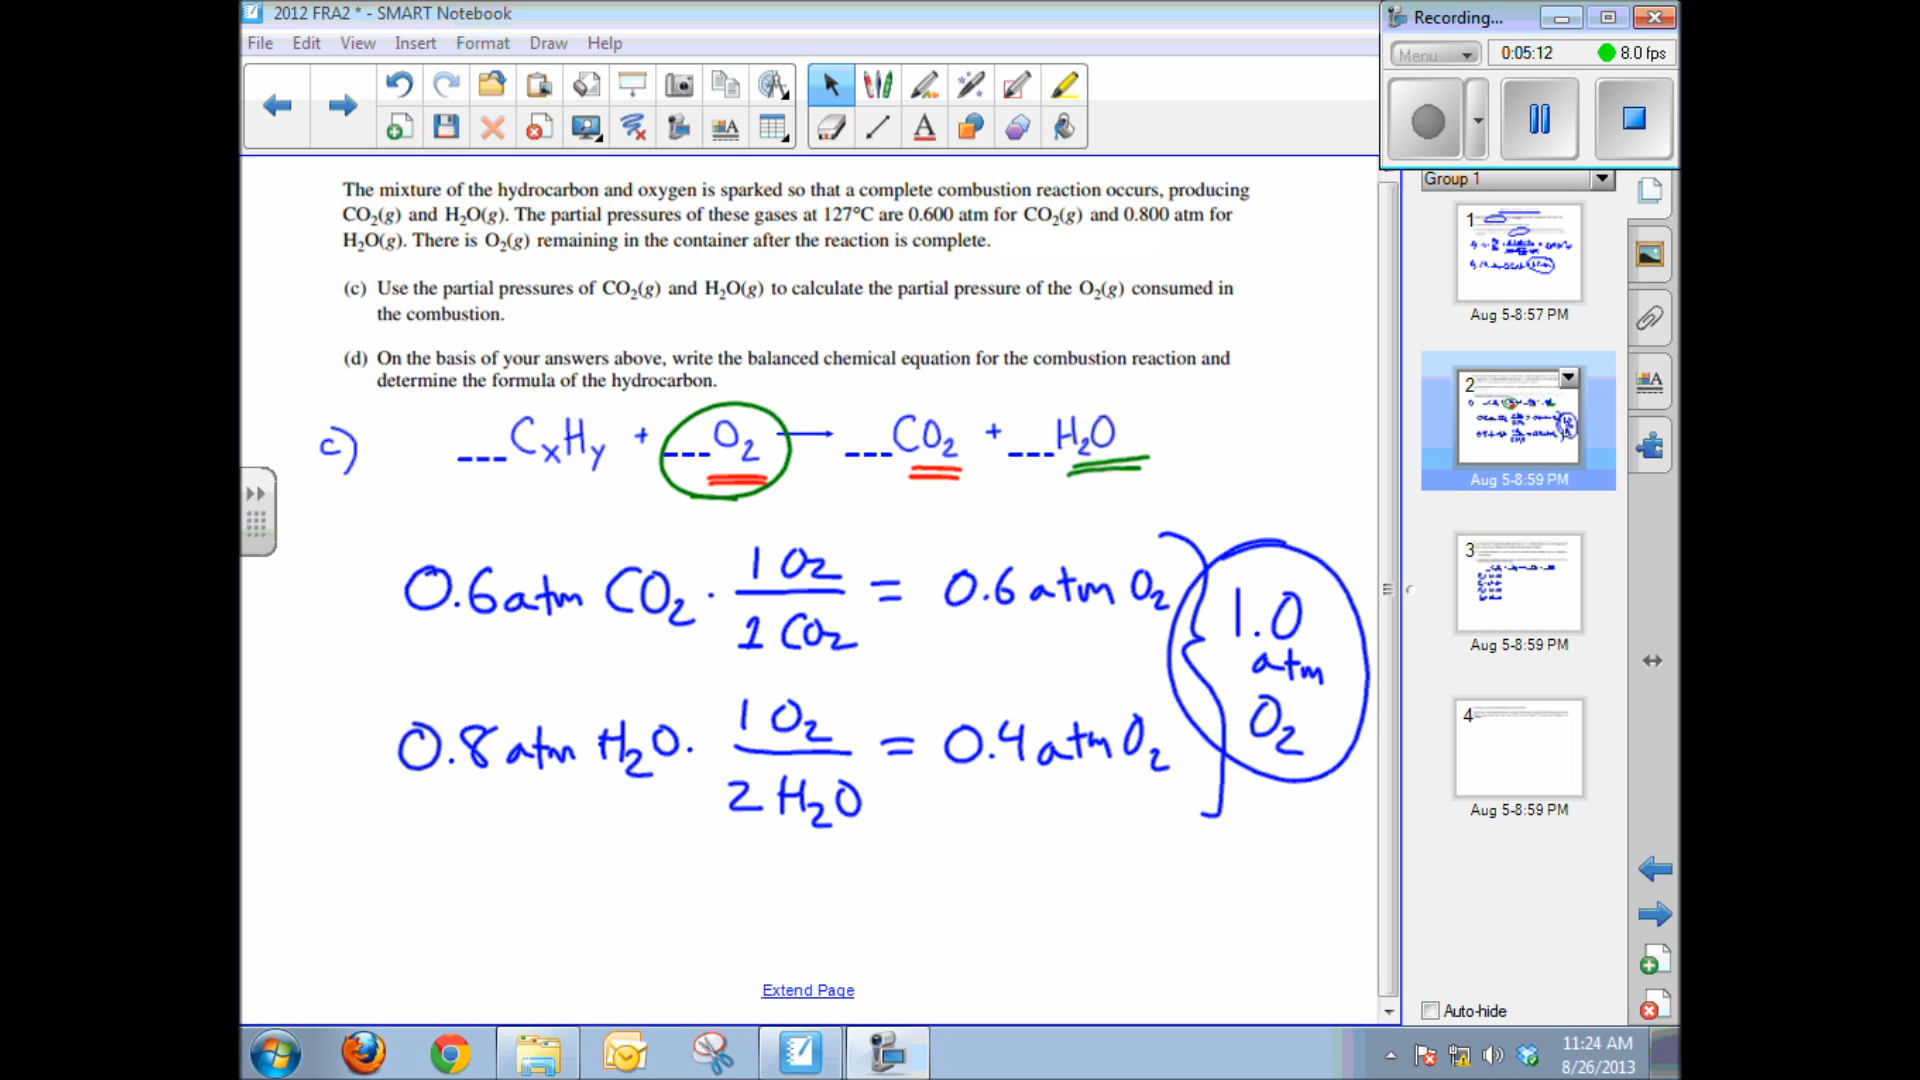 2012 FRA2 * - SMART Notebook
File Edit View Insert Format Draw Help
Recording...
Menu
0:05:12
8.0 fps
The mixture of the hydrocarbon and oxygen is sparked so that a complete combustion reaction occurs, producing
CO₂(g) and H₂O(g). The partial pressures of these gases at 127°C are 0.600 atm for CO₂(g) and 0.800 atm for
H₂O(g). There is O₂(g) remaining in the container after the reaction is complete.
(c) Use the partial pressures of CO₂(g) and H₂O(g) to calculate the partial pressure of the O₂(g) consumed in
the combustion.
(d) On the basis of your answers above, write the balanced chemical equation for the combustion reaction and
determine the formula of the hydrocarbon.
c) ___CxHy + ___O₂ → ___CO₂ + ___H₂O
0.6 atm CO₂ · 1 O₂ / 1 CO₂ = 0.6 atm O₂
0.8 atm H₂O · 1 O₂ / 2 H₂O = 0.4 atm O₂
1.0
atm
O₂
Extend Page
Group 1
1
Aug 5-8:57 PM
2
Aug 5-8:59 PM
3
Aug 5-8:59 PM
4
Aug 5-8:59 PM
Auto-hide
11:24 AM
8/26/2013